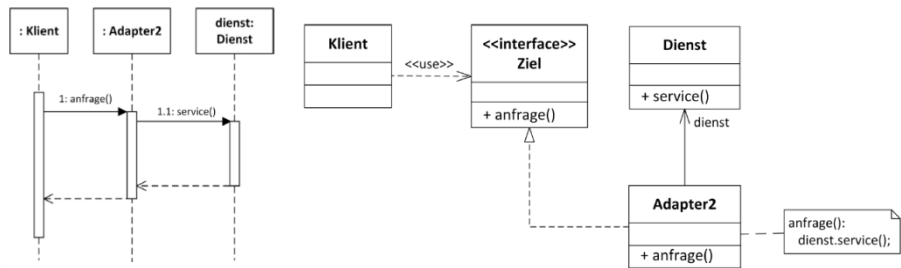 : Klient
: Adapter2
dienst:
Dienst
1: anfrage()
1.1: service()
Klient
<<use>>
<<interface>>
Ziel
+ anfrage()
Dienst
+ service()
dienst
Adapter2
+ anfrage()
anfrage():
dienst.service();